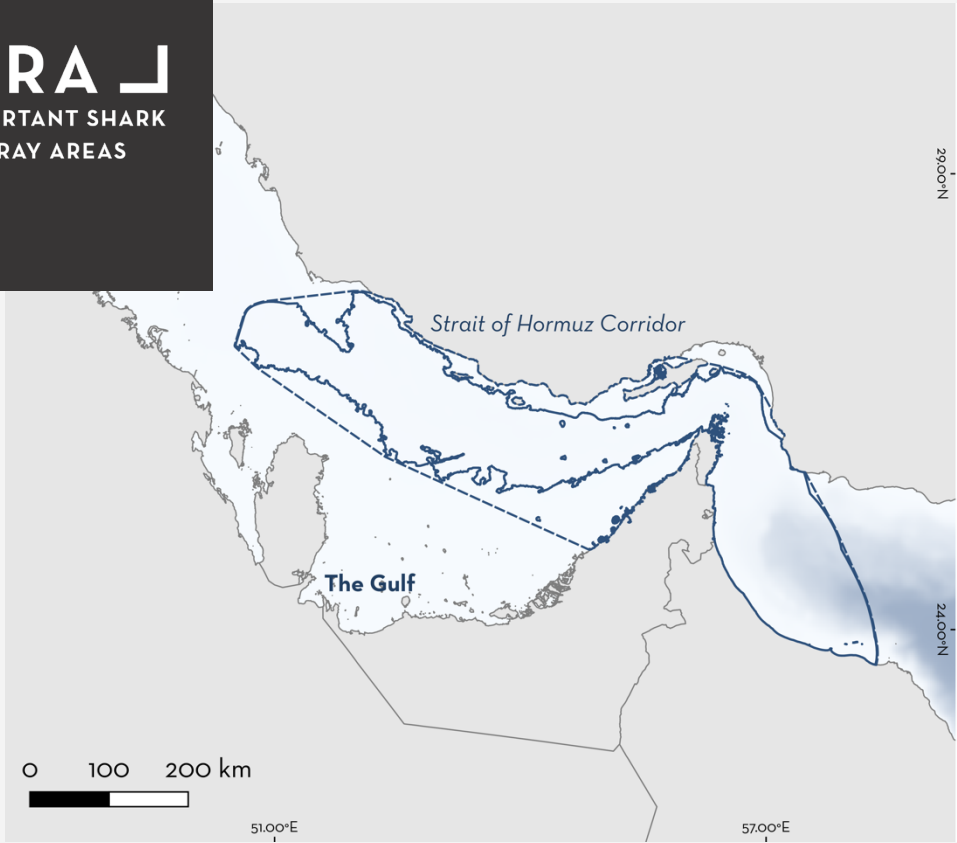 RA
RTANT SHARK
RAY AREAS
29.00°N
Strait of Hormuz Corridor
The Gulf
24.00°N
0 100 200 km
51.00°E 57.00°E